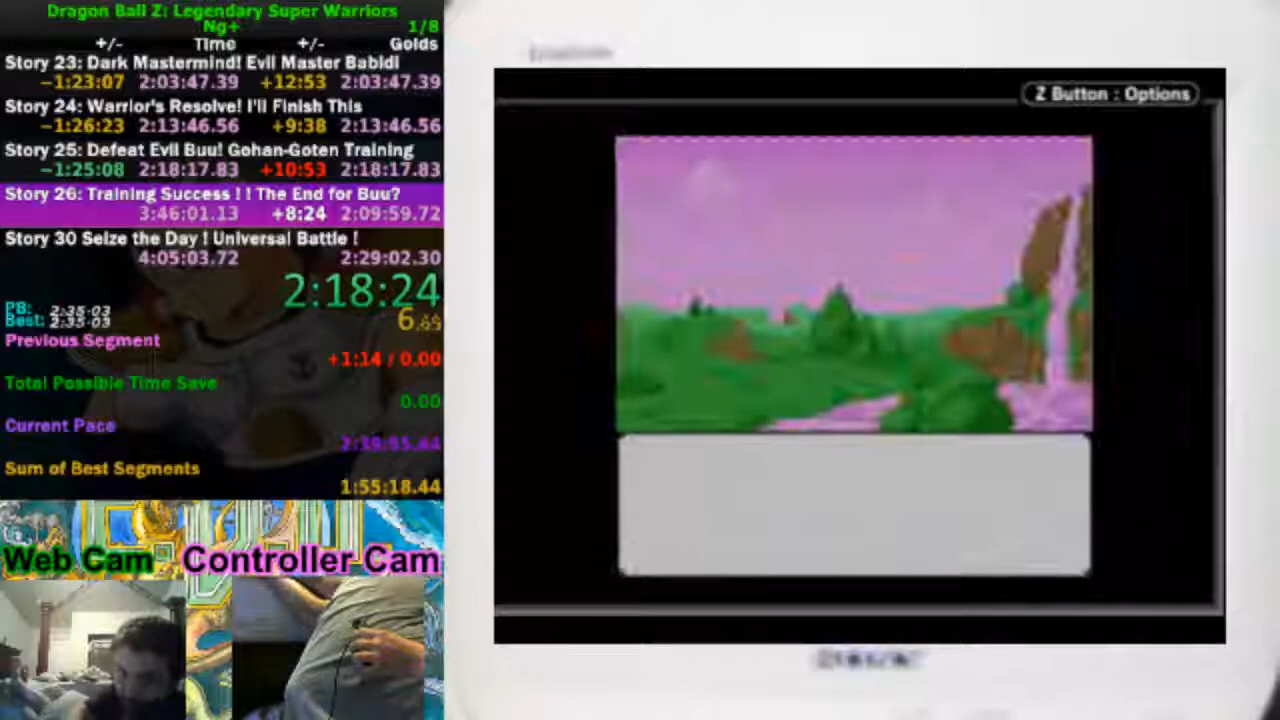 Dragon Ball Z: Legendary Super Warriors
Ng+
1/8
+/- Time +/- Golds
Story 23: Dark Mastermind! Evil Master Babidi
−1:23:07 2:03:47.39 +12:53 2:03:47.39
Story 24: Warrior's Resolve! I'll Finish This
−1:26:23 2:13:46.56 +9:38 2:13:46.56
Story 25: Defeat Evil Buu! Gohan-Goten Training
−1:25:08 2:18:17.83 +10:53 2:18:17.83
Story 26: Training Success ! ! The End for Buu?
3:46:01.13 +8:24 2:09:59.72
Story 30 Seize the Day ! Universal Battle !
4:05:03.72 2:29:02.30
2:18:24
PB: 2:35:03
Best: 2:35:03
Previous Segment
+1:14 / 0.00
Total Possible Time Save
0.00
Current Pace
Sum of Best Segments
1:55:18.44
Web Cam Controller Cam
Z Button : Options